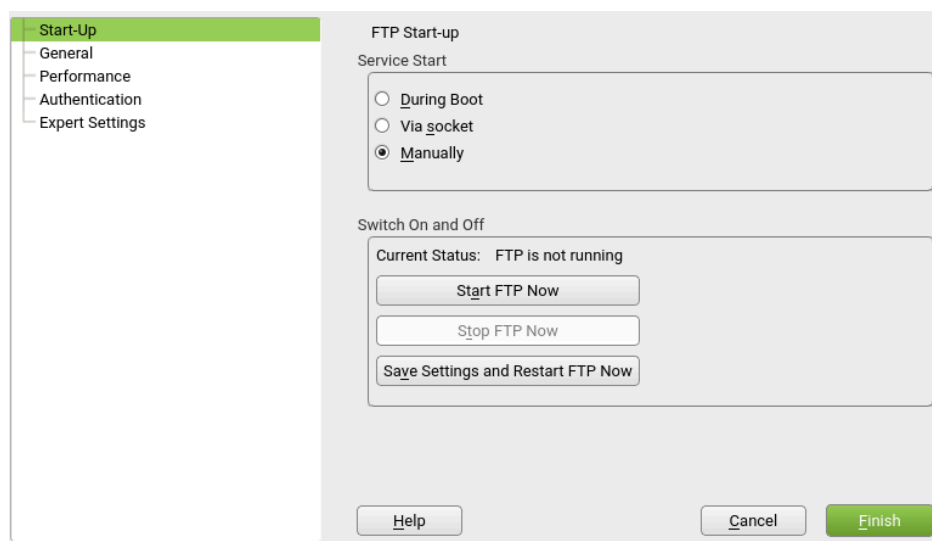 Start-Up
General
Performance
Authentication
Expert Settings
FTP Start-up
Service Start
During Boot
Via socket
Manually
Switch On and Off
Current Status: FTP is not running
Start FTP Now
Stop FTP Now
Save Settings and Restart FTP Now
Help
Cancel
Finish